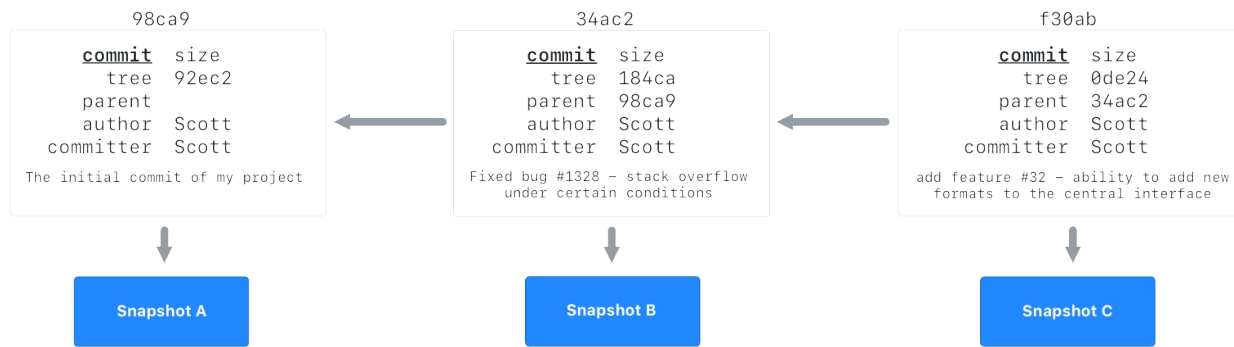 98ca9
commit size
tree 92ec2
parent
author Scott
committer Scott
The initial commit of my project
Snapshot A
34ac2
commit size
tree 184ca
parent 98ca9
author Scott
committer Scott
Fixed bug #1328 – stack overflow
under certain conditions
Snapshot B
f30ab
commit size
tree 0de24
parent 34ac2
author Scott
committer Scott
add feature #32 – ability to add new
formats to the central interface
Snapshot C